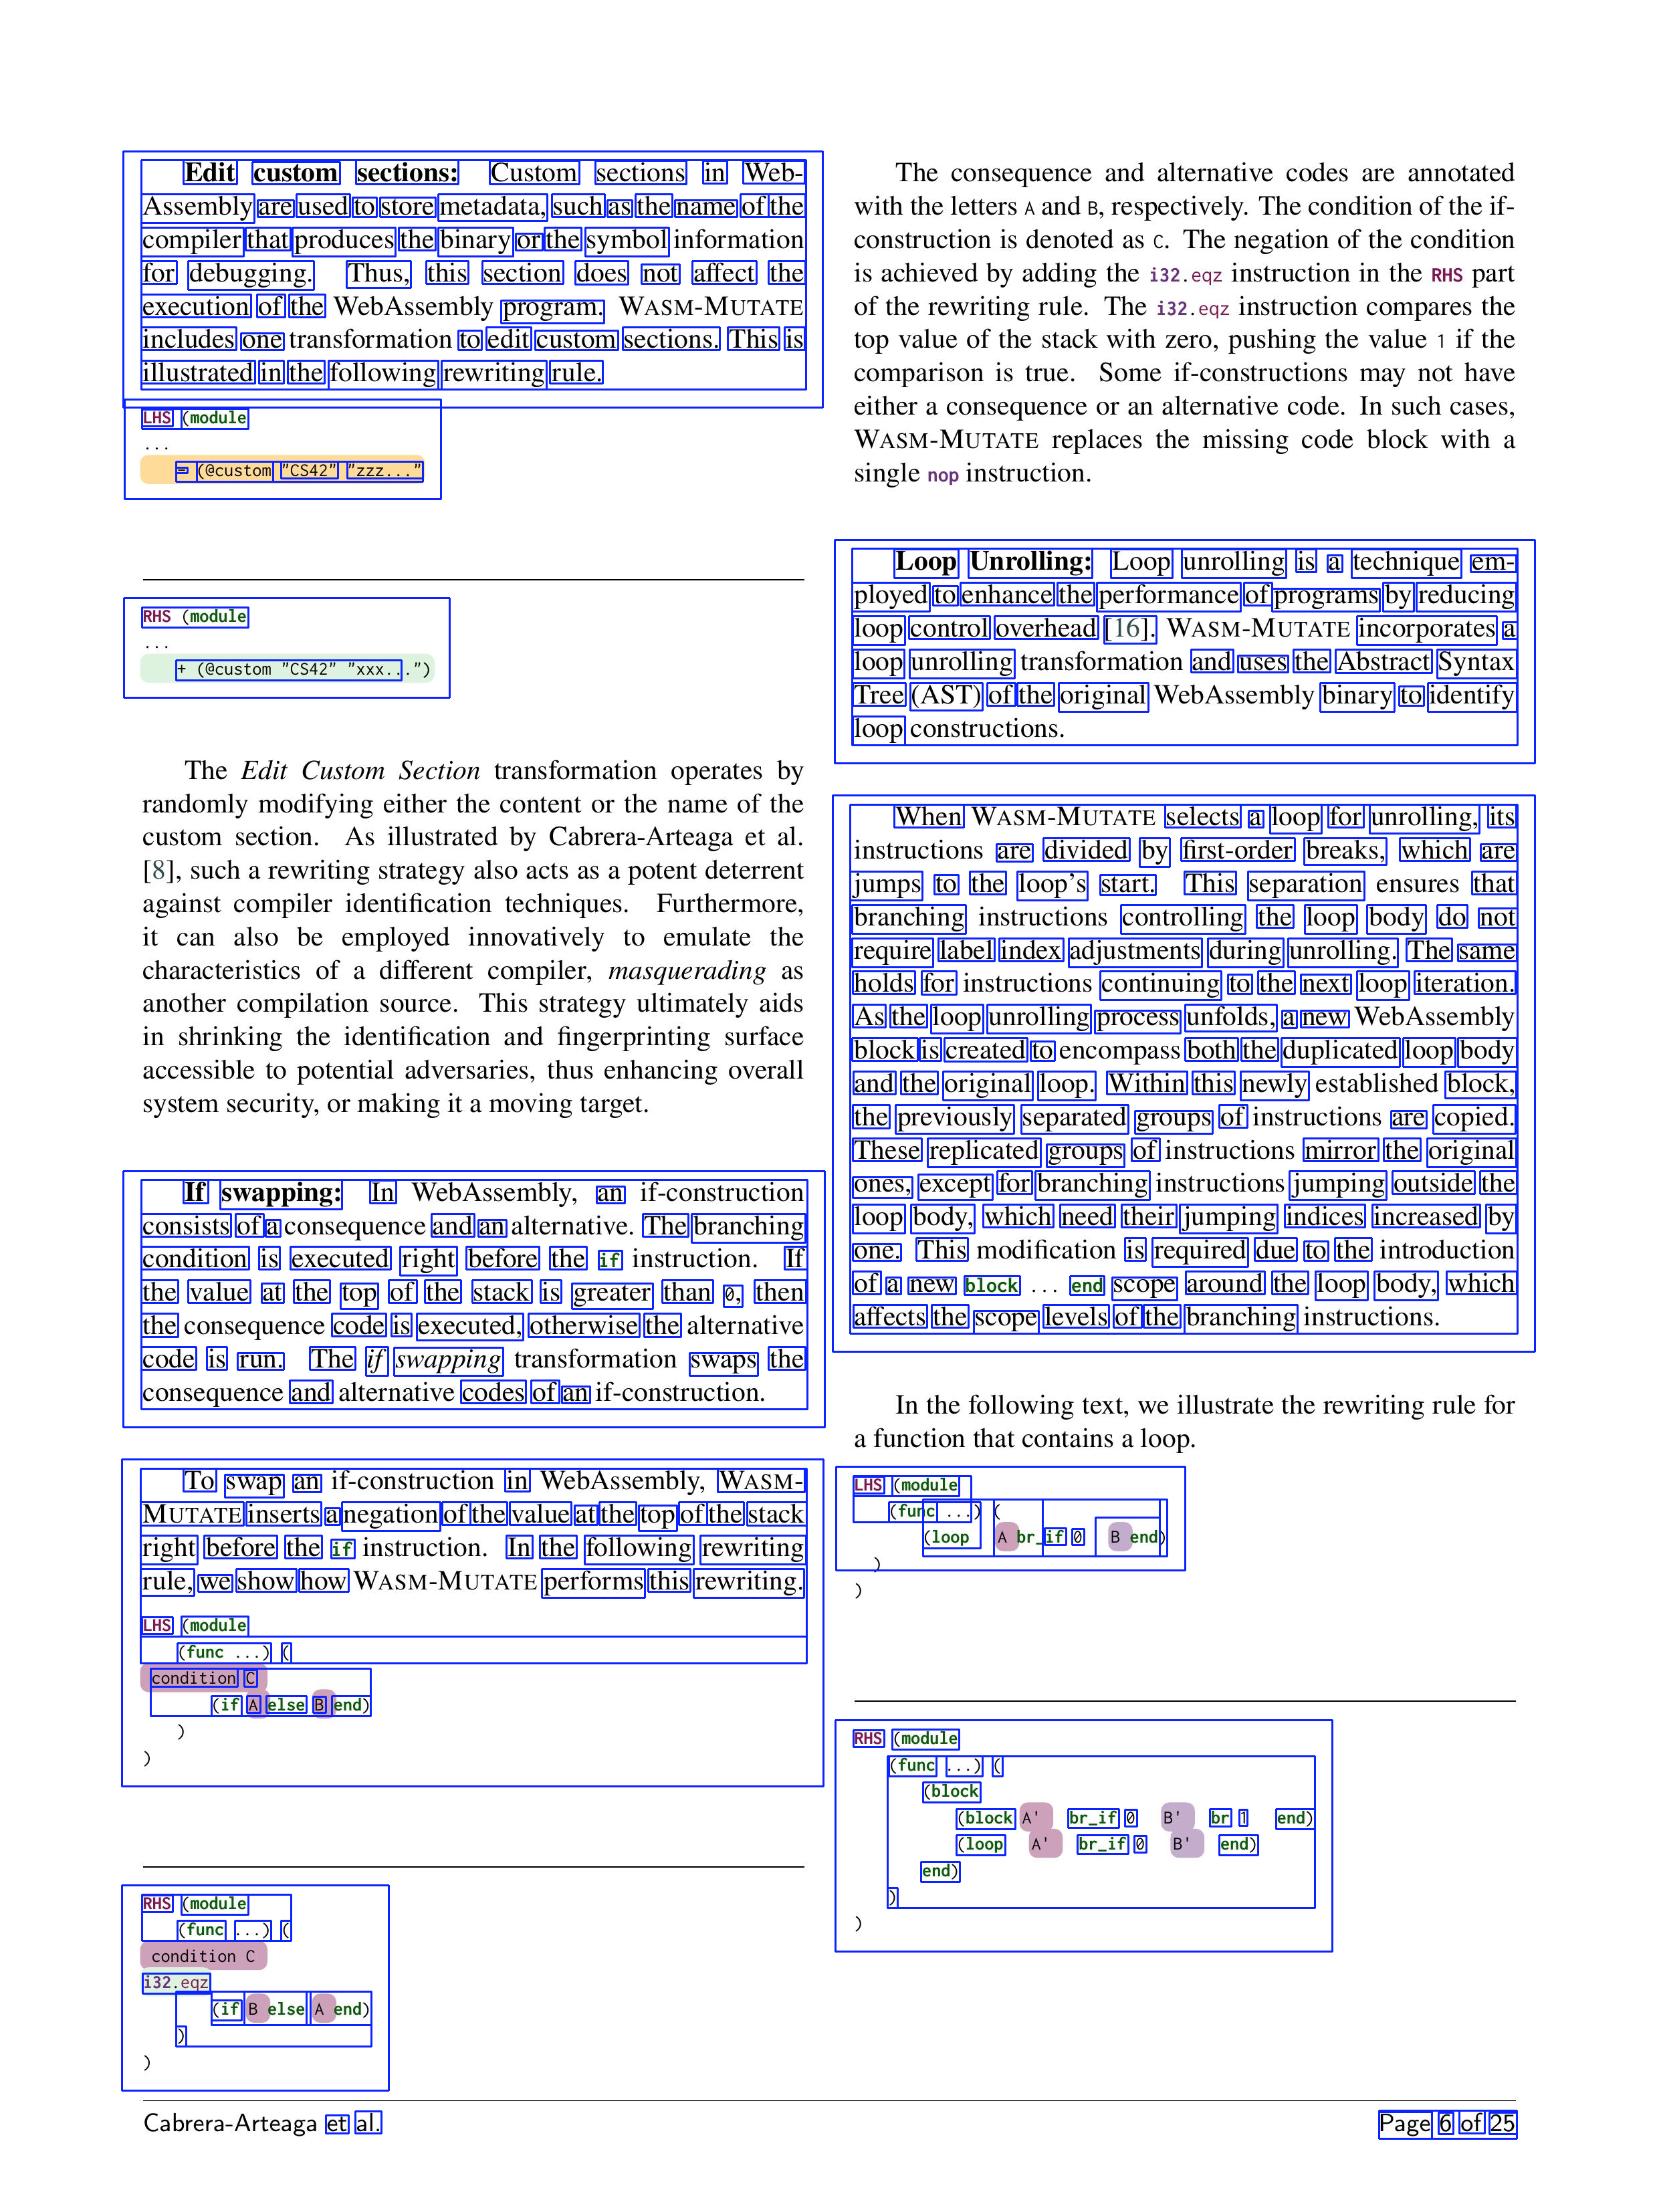 Edit custom sections: Custom sections in Web-
Assembly are used to store metadata, such as the name of the
compiler that produces the binary or the symbol information
for debugging. Thus, this section does not affect the
execution of the WebAssembly program. WASM-MUTATE
includes one transformation to edit custom sections. This is
illustrated in the following rewriting rule.
LHS (module
...
- (@custom "CS42" "zzz..."
RHS (module
...
+ (@custom "CS42" "xxx...")
The Edit Custom Section transformation operates by
randomly modifying either the content or the name of the
custom section. As illustrated by Cabrera-Arteaga et al.
[8], such a rewriting strategy also acts as a potent deterrent
against compiler identification techniques. Furthermore,
it can also be employed innovatively to emulate the
characteristics of a different compiler, masquerading as
another compilation source. This strategy ultimately aids
in shrinking the identification and fingerprinting surface
accessible to potential adversaries, thus enhancing overall
system security, or making it a moving target.
If swapping: In WebAssembly, an if-construction
consists of a consequence and an alternative. The branching
condition is executed right before the if instruction. If
the value at the top of the stack is greater than 0, then
the consequence code is executed, otherwise the alternative
code is run. The if swapping transformation swaps the
consequence and alternative codes of an if-construction.
To swap an if-construction in WebAssembly, WASM-
MUTATE inserts a negation of the value at the top of the stack
right before the if instruction. In the following rewriting
rule, we show how WASM-MUTATE performs this rewriting.
LHS (module
(func ...) (
condition C
(if A else B end)
)
)
RHS (module
(func ...) (
condition C
i32.eqz
(if B else A end)
)
)
The consequence and alternative codes are annotated
with the letters A and B, respectively. The condition of the if-
construction is denoted as C. The negation of the condition
is achieved by adding the i32.eqz instruction in the RHS part
of the rewriting rule. The i32.eqz instruction compares the
top value of the stack with zero, pushing the value 1 if the
comparison is true. Some if-constructions may not have
either a consequence or an alternative code. In such cases,
WASM-MUTATE replaces the missing code block with a
single nop instruction.
Loop Unrolling: Loop unrolling is a technique em-
ployed to enhance the performance of programs by reducing
loop control overhead [16]. WASM-MUTATE incorporates a
loop unrolling transformation and uses the Abstract Syntax
Tree (AST) of the original WebAssembly binary to identify
loop constructions.
When WASM-MUTATE selects a loop for unrolling, its
instructions are divided by first-order breaks, which are
jumps to the loop's start. This separation ensures that
branching instructions controlling the loop body do not
require label index adjustments during unrolling. The same
holds for instructions continuing to the next loop iteration.
As the loop unrolling process unfolds, a new WebAssembly
block is created to encompass both the duplicated loop body
and the original loop. Within this newly established block,
the previously separated groups of instructions are copied.
These replicated groups of instructions mirror the original
ones, except for branching instructions jumping outside the
loop body, which need their jumping indices increased by
one. This modification is required due to the introduction
of a new block ... end scope around the loop body, which
affects the scope levels of the branching instructions.
In the following text, we illustrate the rewriting rule for
a function that contains a loop.
LHS (module
(func ...) (
(loop A br_if 0 B end)
)
)
RHS (module
(func ...) (
(block
(block A' br_if 0 B' br 1 end)
(loop A' br_if 0 B' end)
end)
)
)
Cabrera-Arteaga et al.
Page 6 of 25